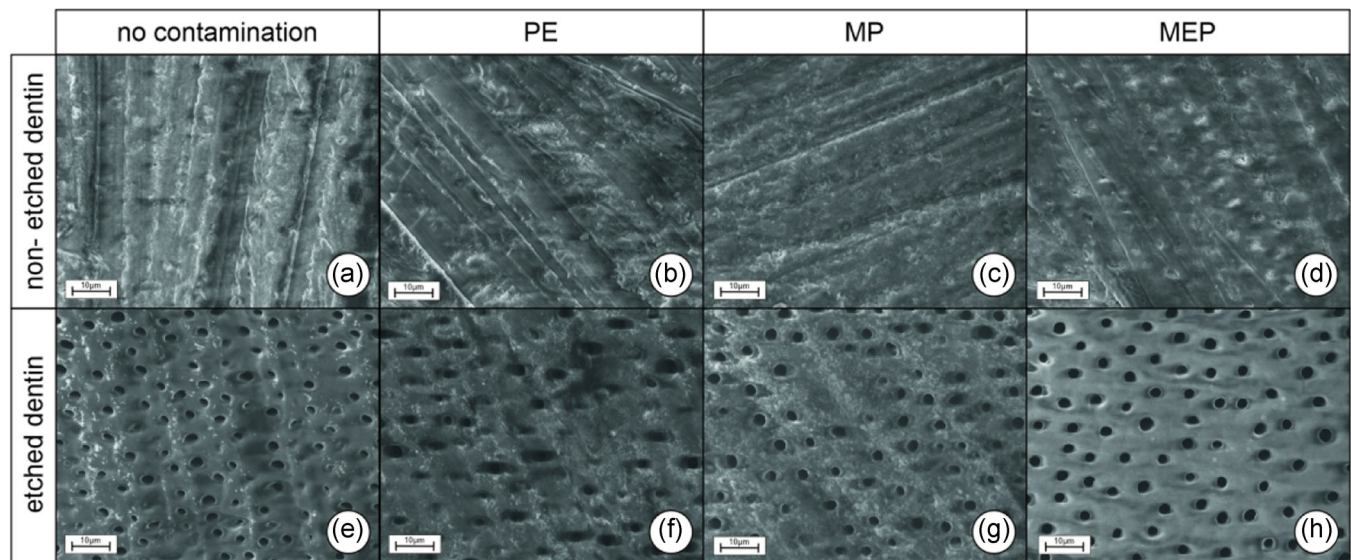 no contamination
PE
MP
MEP
non- etched dentin
10µm
(a)
10µm
(b)
10µm
(c)
10µm
(d)
etched dentin
10µm
(e)
10µm
(f)
10µm
(g)
10µm
(h)